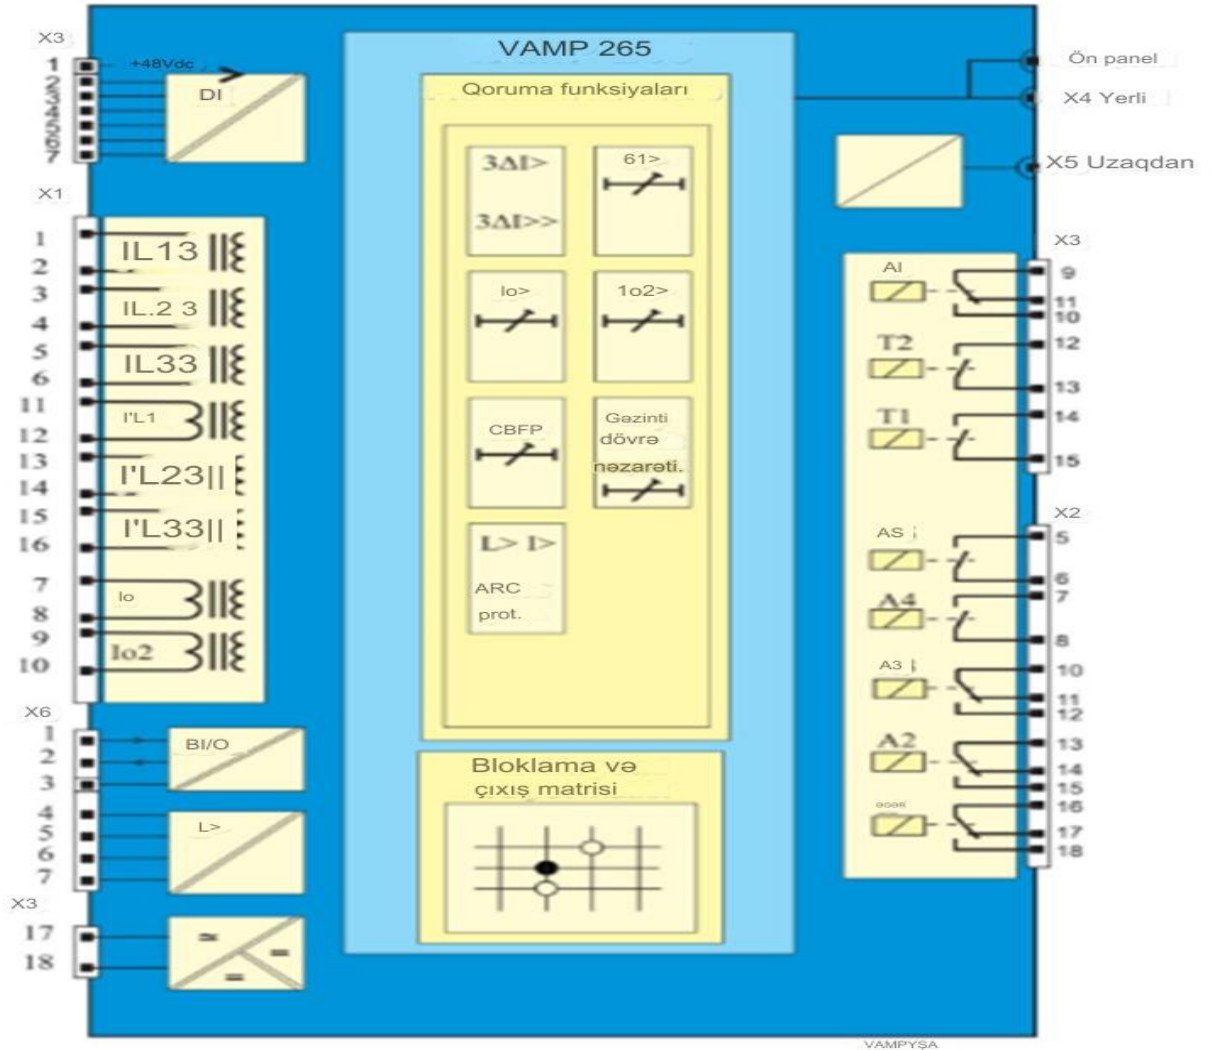 VAMP 265
Qoruma funksiyaları
3ΔI>
3ΔI>>
61>
Io>
1o2>
CBFP
Gəzinti
dövrə
nəzarəti.
L> I>
ARC
prot.
Bloklama və
çıxış matrisi
X3
1
2
3
4
5
6
7
+48Vdc
DI
X1
1
2
3
4
5
6
11
12
13
14
15
16
7
8
9
10
IL13
IL.2 3
IL33
I'L1
I'L23||
I'L33||
Io
Io2
X6
1
2
3
BI/O
4
5
6
7
L>
X3
17
18
Ön panel
X4 Yerli
X5 Uzaqdan
X3
AI
9
11
10
T2
12
13
T1
14
15
X2
AS
5
6
A4
7
8
A3
10
11
12
A2
13
14
15
16
17
18
VAMPYŞA